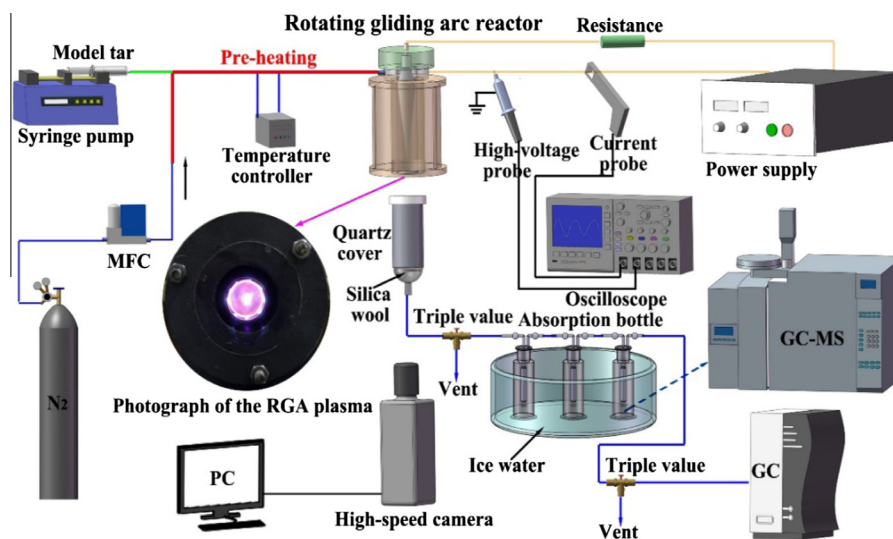 Rotating gliding arc reactor
Resistance
Model tar
Pre-heating
Syringe pump
Temperature
controller
High-voltage
probe
Current
probe
Power supply
MFC
Quartz
cover
Silica
wool
Oscilloscope
Triple value
Absorption bottle
GC-MS
Vent
N2
Photograph of the RGA plasma
Ice water
PC
Triple value
GC
High-speed camera
Vent